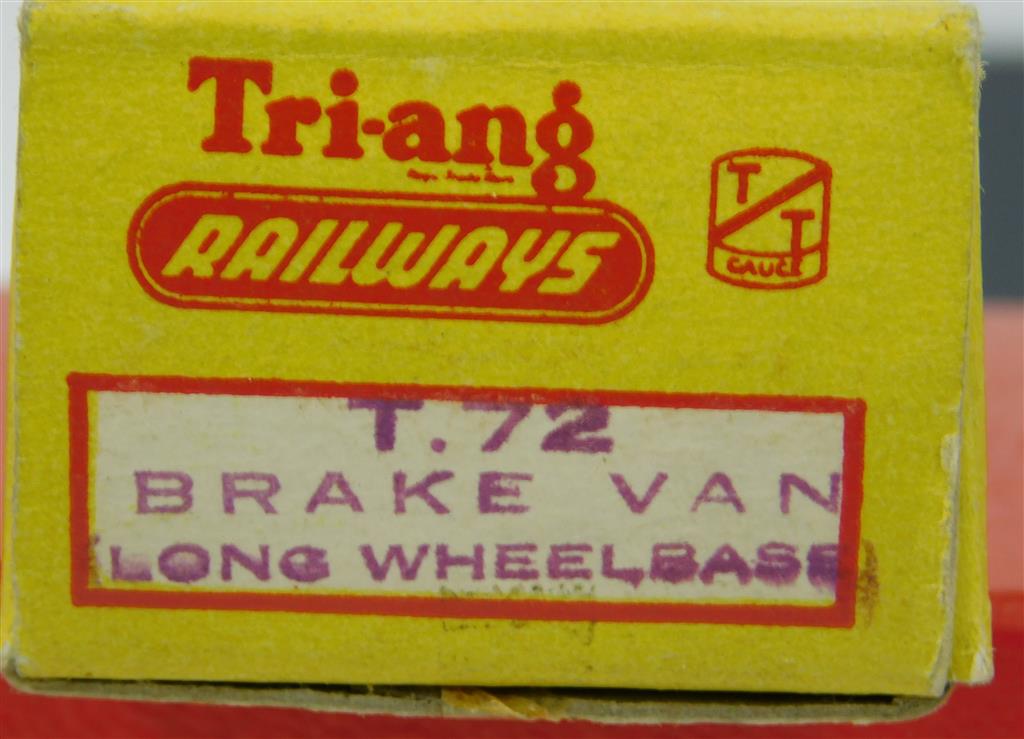 Tri-ang
RAILWAYS
T T
GAUGE
T.72
BRAKE VAN
LONG WHEELBASE